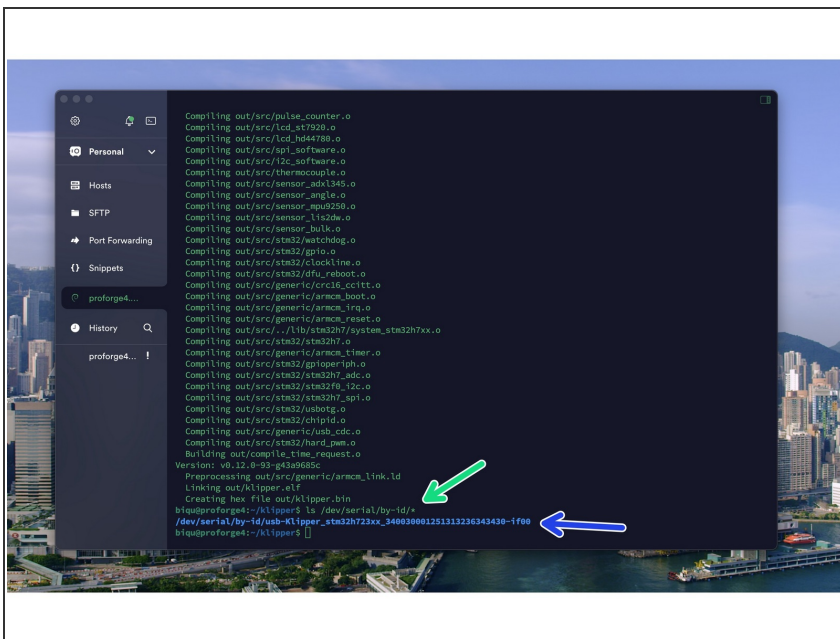 Personal
Hosts
SFTP
Port Forwarding
Snippets
proforge4....
History
proforge4... !
Compiling out/src/pulse_counter.o
Compiling out/src/lcd_st7920.o
Compiling out/src/lcd_hd44780.o
Compiling out/src/spi_software.o
Compiling out/src/i2c_software.o
Compiling out/src/thermocouple.o
Compiling out/src/sensor_adxl345.o
Compiling out/src/sensor_angle.o
Compiling out/src/sensor_mpu9250.o
Compiling out/src/sensor_lis2dw.o
Compiling out/src/sensor_bulk.o
Compiling out/src/stm32/watchdog.o
Compiling out/src/stm32/gpio.o
Compiling out/src/stm32/clockline.o
Compiling out/src/stm32/dfu_reboot.o
Compiling out/src/generic/crc16_ccitt.o
Compiling out/src/generic/armcm_boot.o
Compiling out/src/generic/armcm_irq.o
Compiling out/src/generic/armcm_reset.o
Compiling out/src/../lib/stm32h7/system_stm32h7xx.o
Compiling out/src/stm32/stm32h7.o
Compiling out/src/generic/armcm_timer.o
Compiling out/src/stm32/gpioperiph.o
Compiling out/src/stm32/stm32h7_adc.o
Compiling out/src/stm32/stm32f0_i2c.o
Compiling out/src/stm32/stm32h7_spi.o
Compiling out/src/stm32/usbotg.o
Compiling out/src/stm32/chipid.o
Compiling out/src/generic/usb_cdc.o
Compiling out/src/stm32/hard_pwm.o
Building out/compile_time_request.o
Version: v0.12.0-93-g43a9685c
Preprocessing out/src/generic/armcm_link.ld
Linking out/klipper.elf
Creating hex file out/klipper.bin
biqu@proforge4:~/klipper$ ls /dev/serial/by-id/*
/dev/serial/by-id/usb-Klipper_stm32h723xx_340030001251313236343430-if00
biqu@proforge4:~/klipper$